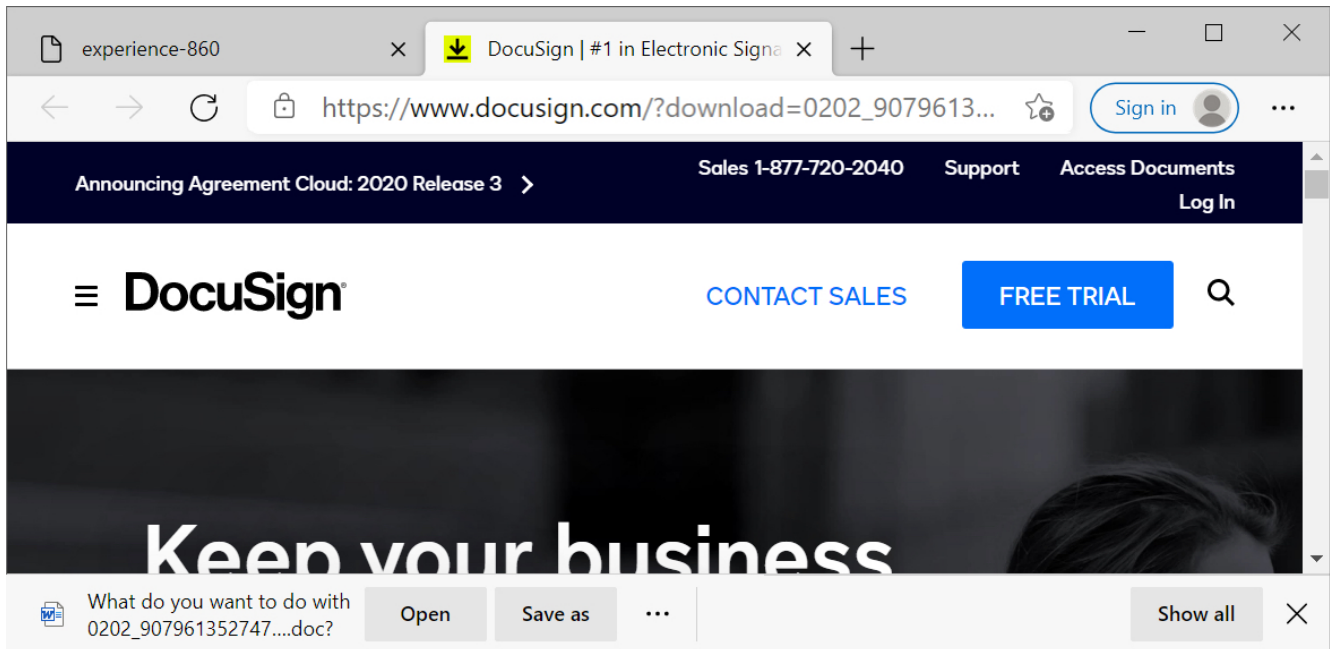 experience-860
DocuSign | #1 in Electronic Signa
https://www.docusign.com/?download=0202_9079613...
Sign in
Announcing Agreement Cloud: 2020 Release 3
Sales 1-877-720-2040 Support Access Documents
Log In
DocuSign
CONTACT SALES
FREE TRIAL
Keep your business
What do you want to do with
0202_907961352747....doc?
Open
Save as
Show all